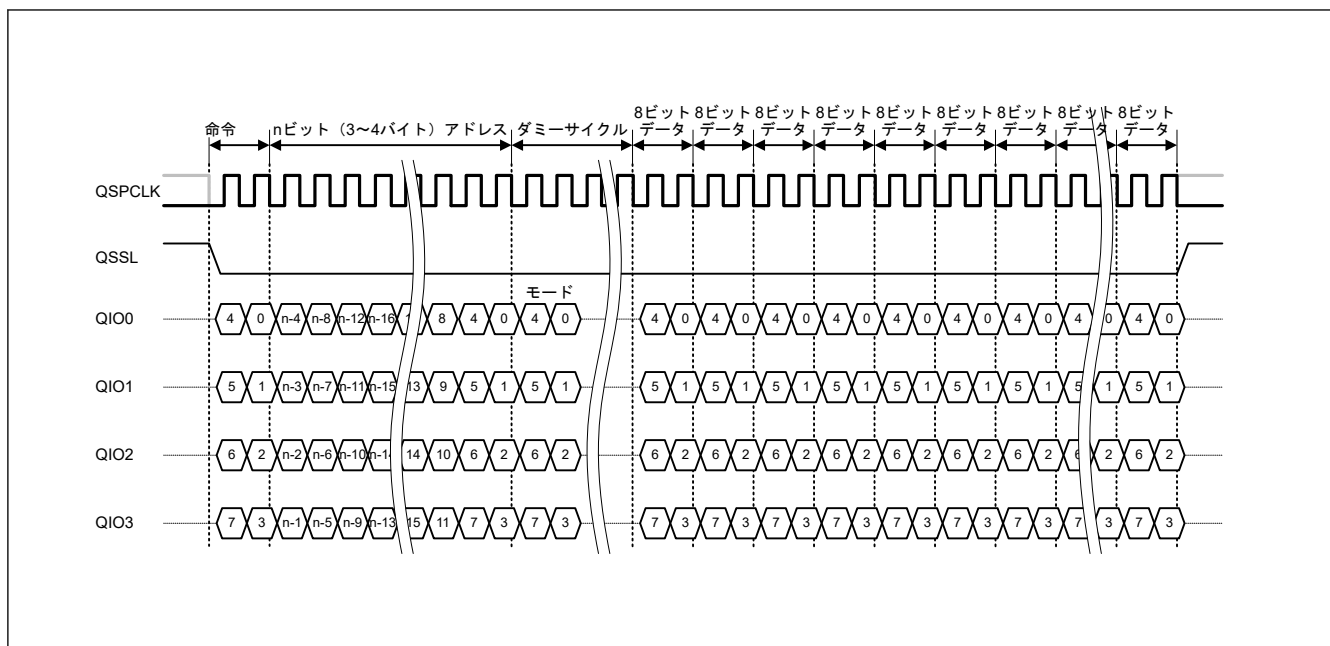 8ビット 8ビット 8ビット 8ビット 8ビット 8ビット 8ビット 8ビット 8ビット
命令 nビット（3～4バイト）アドレス ダミーサイクル データ データ データ データ データ データ データ データ データ
QSPCLK
QSSL
モード
QIO0 4 0 n-4 n-8 n-12 n-16 8 4 0 4 0 4 0 4 0 4 0 4 0 4 0 4 0 4 0 4 0 4 0
QIO1 5 1 n-3 n-7 n-11 n-15 13 9 5 1 5 1 5 1 5 1 5 1 5 1 5 1 5 1 5 1 5 1 5 1
QIO2 6 2 n-2 n-6 n-10 n-14 14 10 6 2 6 2 6 2 6 2 6 2 6 2 6 2 6 2 6 2 6 2 6 2
QIO3 7 3 n-1 n-5 n-9 n-13 15 11 7 3 7 3 7 3 7 3 7 3 7 3 7 3 7 3 7 3 7 3 7 3